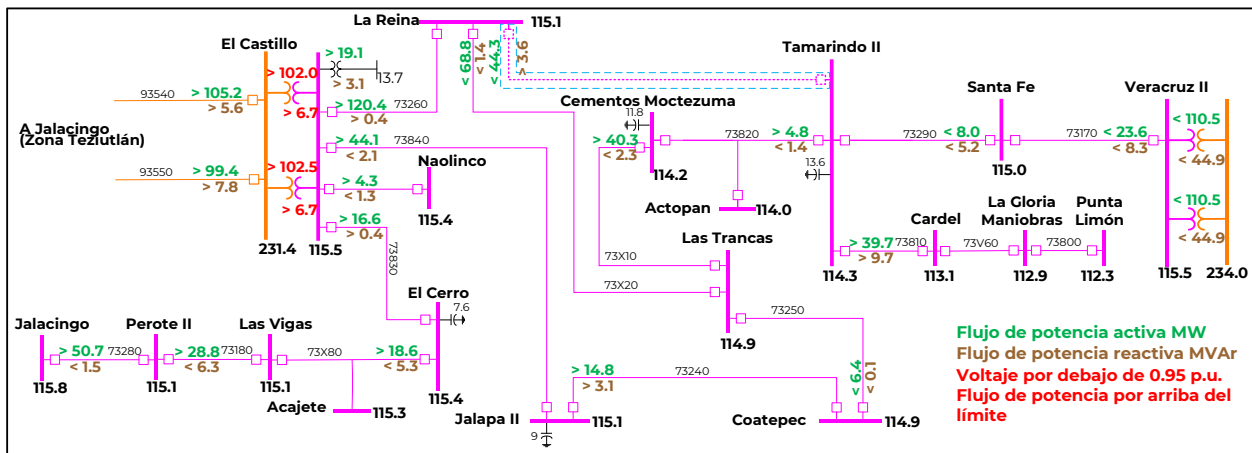 La Reina
115.1
El Castillo
> 19.1
> 3.1
13.7
< 68.8
< 1.4
< 44.3
> 3.6
Tamarindo II
> 102.0
> 6.7
93540
> 105.2
> 5.6
> 120.4
> 0.4
73260
Cementos Moctezuma
Santa Fe
Veracruz II
A Jalacingo
(Zona Teziutlán)
> 44.1
< 2.1
73840
11.8
> 40.3
< 2.3
73820
> 4.8
< 1.4
73290
< 8.0
< 5.2
73170
< 23.6
< 8.3
< 110.5
< 44.9
93550
> 99.4
> 7.8
> 102.5
> 6.7
Naolinco
> 4.3
< 1.3
115.4
114.2
13.6
115.0
Actopan
114.0
> 16.6
> 0.4
231.4
115.5
73830
Las Trancas
Cardel
La Gloria
Maniobras
Punta
Limón
< 110.5
< 44.9
73X10
> 39.7
> 9.7
73810
73V60
73800
114.3
113.1
112.9
112.3
115.5
234.0
73X20
El Cerro
7.6
73250
114.9
Jalacingo
Perote II
Las Vigas
> 50.7
< 1.5
73280
> 28.8
< 6.3
73180
73X80
> 18.6
< 5.3
115.8
115.1
115.1
115.4
Acajete
115.3
> 14.8
> 3.1
73240
< 6.4
< 0.1
Jalapa II
115.1
9
Coatepec
114.9
Flujo de potencia activa MW
Flujo de potencia reactiva MVAr
Voltaje por debajo de 0.95 p.u.
Flujo de potencia por arriba del
límite